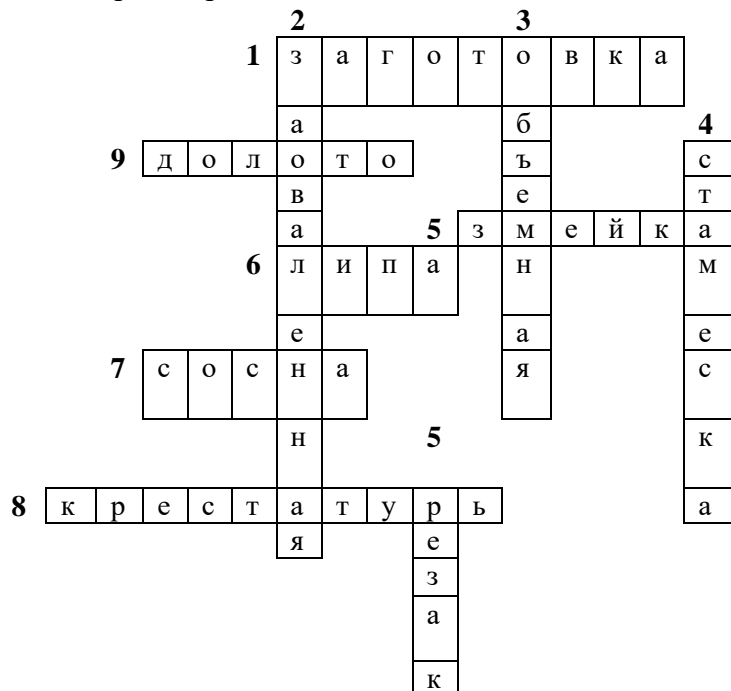 2 3
1 з а г о т о в к а
а б 4
9 д о л о т о ъ с
в е т
а 5 з м е й к а
6 л и п а н м
е а е
7 с о с н а я с
н 5 к
8 к р е с т а т у р ь а
я е
з
а
к